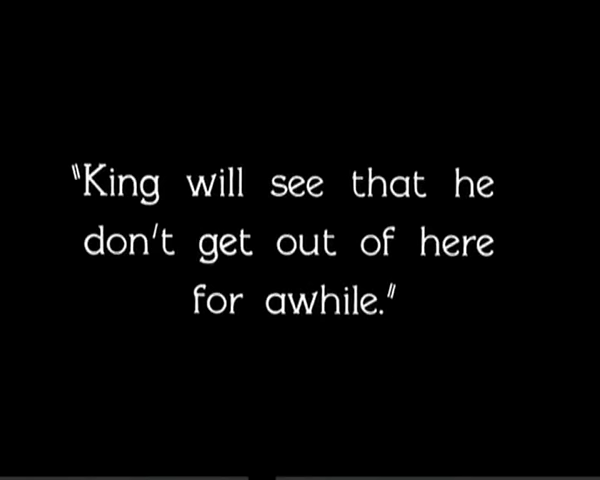 "King will see that he
don't get out of here
for awhile."